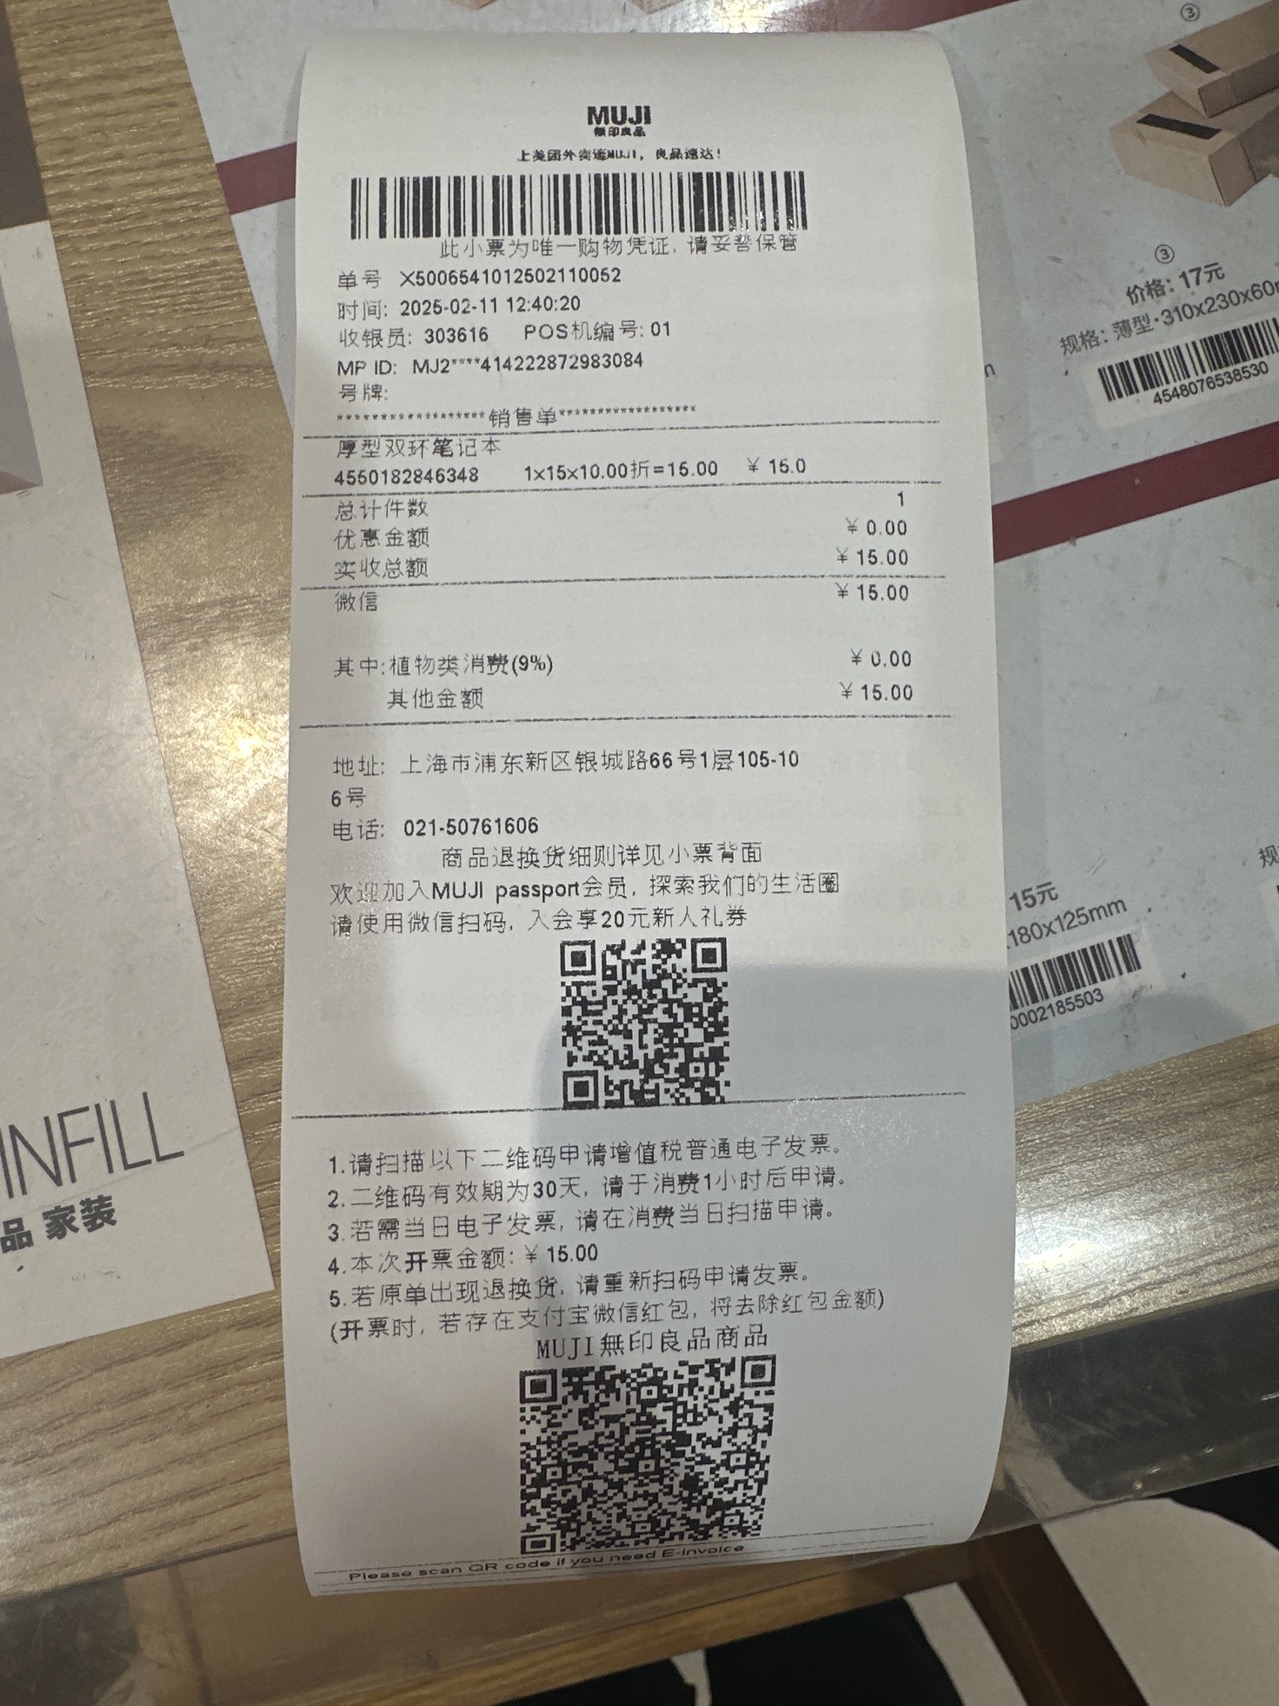 MUJI
無印良品
上美团外卖逛MUJI，良品速达！
此小票为唯一购物凭证, 请妥善保管
单号 X5006541012502110052
时间: 2025-02-11 12:40:20
收银员: 303616 POS机编号: 01
MP ID: MJ2****414222872983084
号牌:
********************销售单******************
厚型双环笔记本
4550182846348 1x15x10.00折=15.00 ¥ 15.0
总计件数 1
优惠金额 ¥ 0.00
实收总额 ¥ 15.00
微信 ¥ 15.00
其中:植物类消费(9%) ¥ 0.00
其他金额 ¥ 15.00
地址: 上海市浦东新区银城路66号1层105-10
6号
电话: 021-50761606
商品退换货细则详见小票背面
欢迎加入MUJI passport会员, 探索我们的生活圈
请使用微信扫码, 入会享20元新人礼券
1.请扫描以下二维码申请增值税普通电子发票。
2.二维码有效期为30天, 请于消费1小时后申请。
3.若需当日电子发票, 请在消费当日扫描申请。
4.本次开票金额: ¥ 15.00
5.若原单出现退换货, 请重新扫码申请发票。
(开票时, 若存在支付宝微信红包, 将去除红包金额)
MUJI無印良品商品
Please scan QR code if you need E-invoice
③
③
价格: 17元
规格: 薄型·310x230x60
4548076538530
15元
180x125mm
0002185503
规
INFILL
品 家装